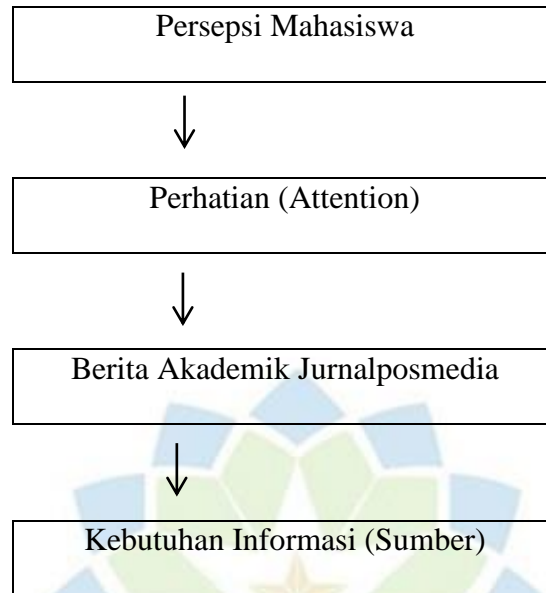 Persepsi Mahasiswa
Perhatian (Attention)
Berita Akademik Jurnalposmedia
Kebutuhan Informasi (Sumber)